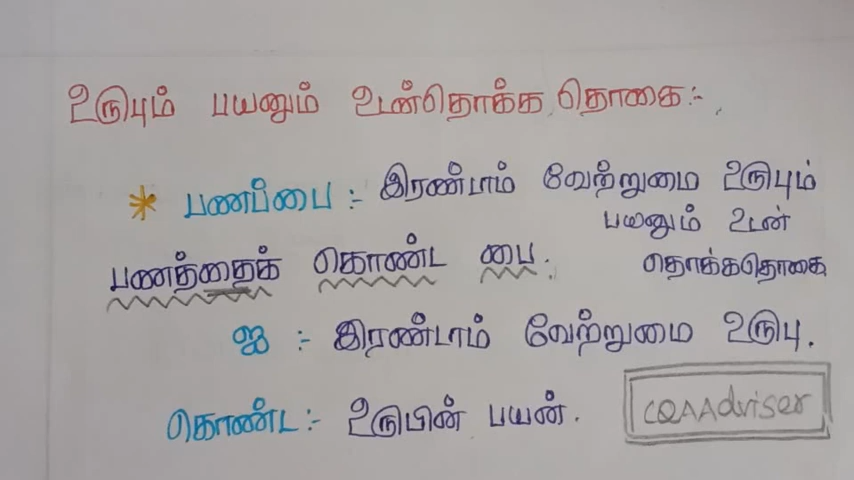 உருபும் பயனும் உடன்தொக்க தொகை :-
* பணப்பை :- இரண்டாம் வேற்றுமை உருபும்
பயனும் உடன்
தொக்கதொகை
பணத்தைக் கொண்ட பை.
ஐ :- இரண்டாம் வேற்றுமை உருபு.
கொண்ட :- உருபின் பயன்.
CQAAdviser